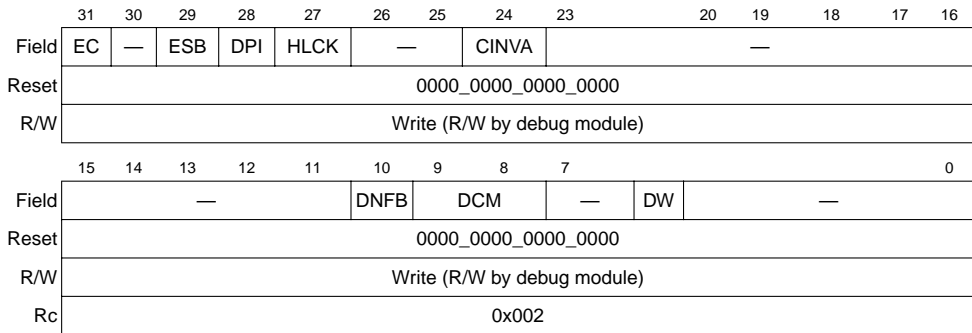 31 30 29 28 27 26 25 24 23 20 19 18 17 16
Field EC — ESB DPI HLCK — CINVA —
Reset 0000_0000_0000_0000
R/W Write (R/W by debug module)
15 14 13 12 11 10 9 8 7 0
Field — DNFB DCM — DW —
Reset 0000_0000_0000_0000
R/W Write (R/W by debug module)
Rc 0x002